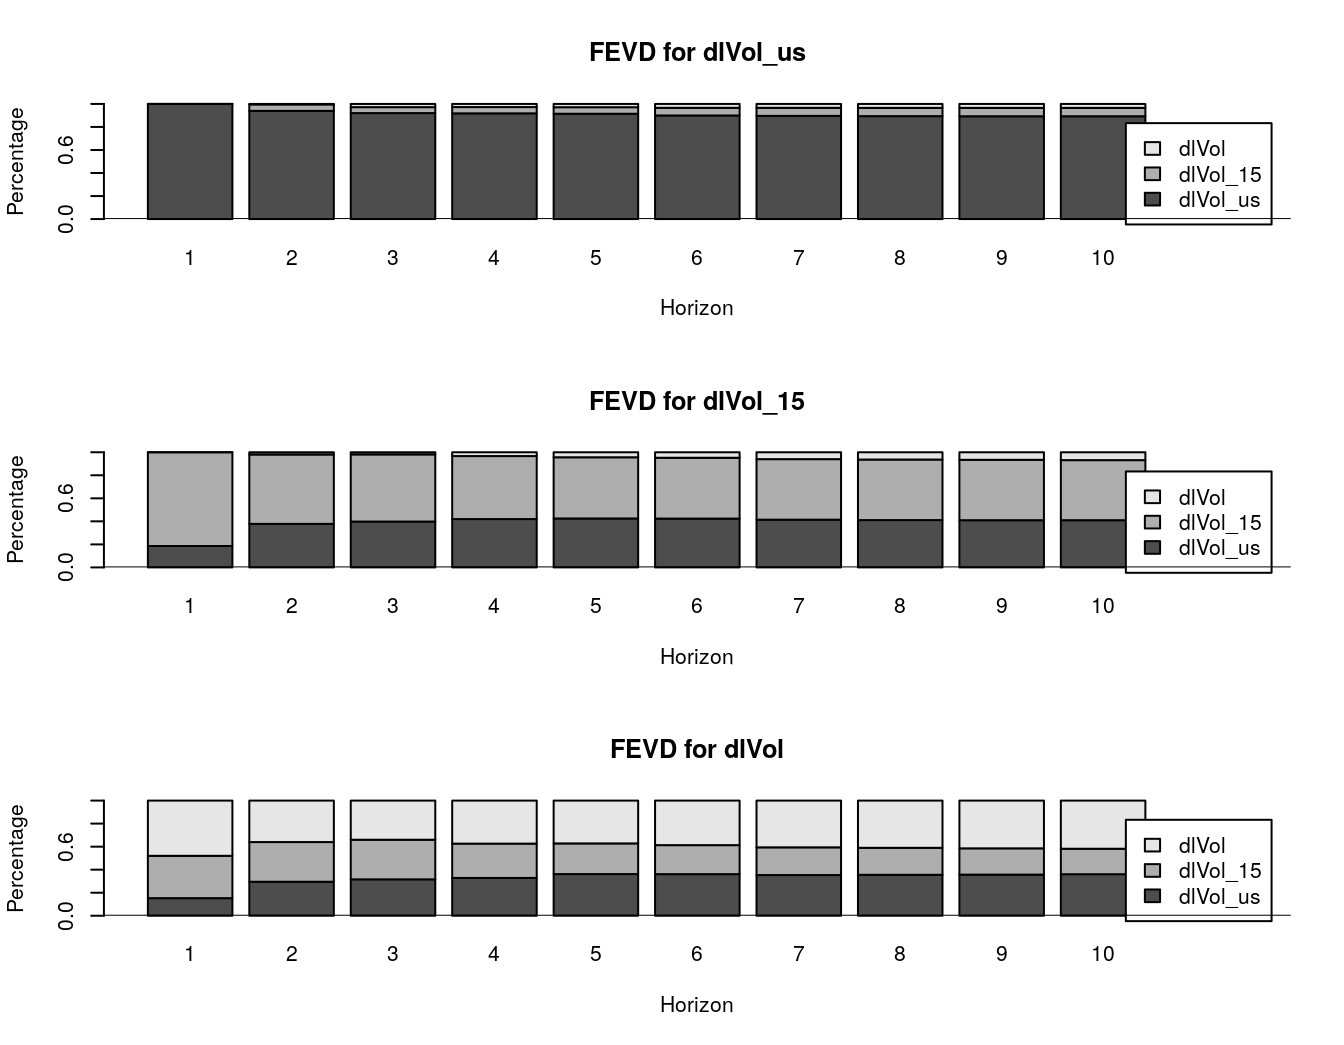 FEVD for dlVol_us
Percentage
0.6
0.0
dlVol
dlVol_15
dlVol_us
1 2 3 4 5 6 7 8 9 10
Horizon
FEVD for dlVol_15
Percentage
0.6
0.0
dlVol
dlVol_15
dlVol_us
1 2 3 4 5 6 7 8 9 10
Horizon
FEVD for dlVol
Percentage
0.6
0.0
dlVol
dlVol_15
dlVol_us
1 2 3 4 5 6 7 8 9 10
Horizon